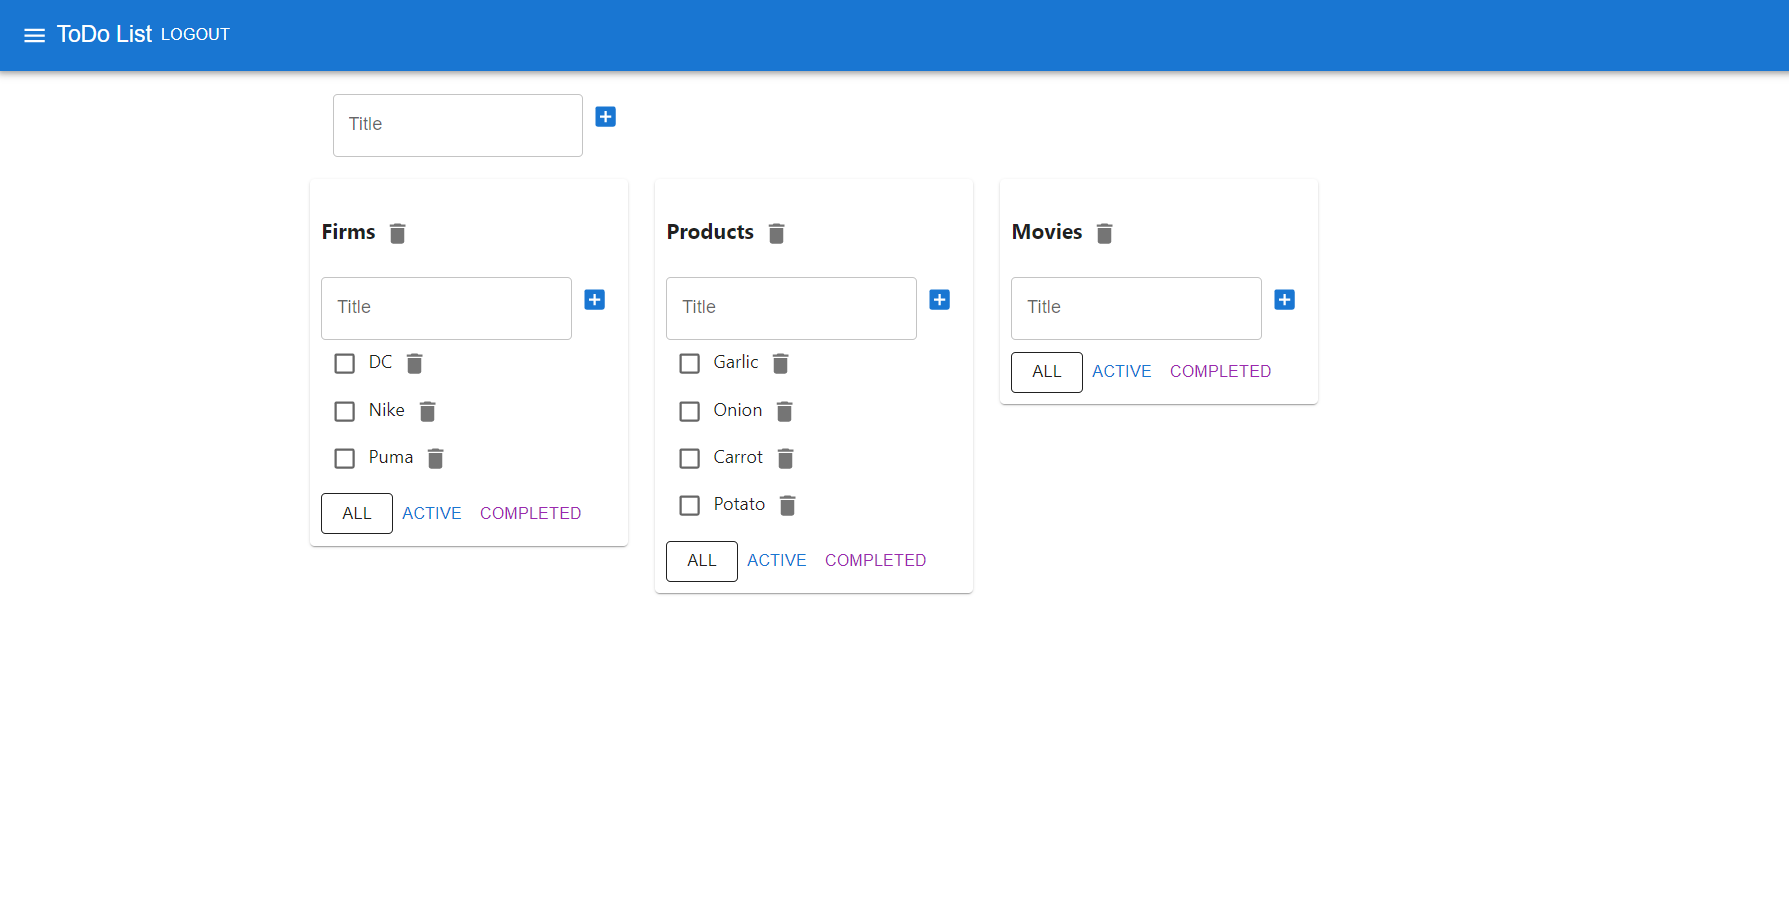 ToDo List LOGOUT
Title
Firms
Title
DC
Nike
Puma
ALL ACTIVE COMPLETED
Products
Title
Garlic
Onion
Carrot
Potato
ALL ACTIVE COMPLETED
Movies
Title
ALL ACTIVE COMPLETED